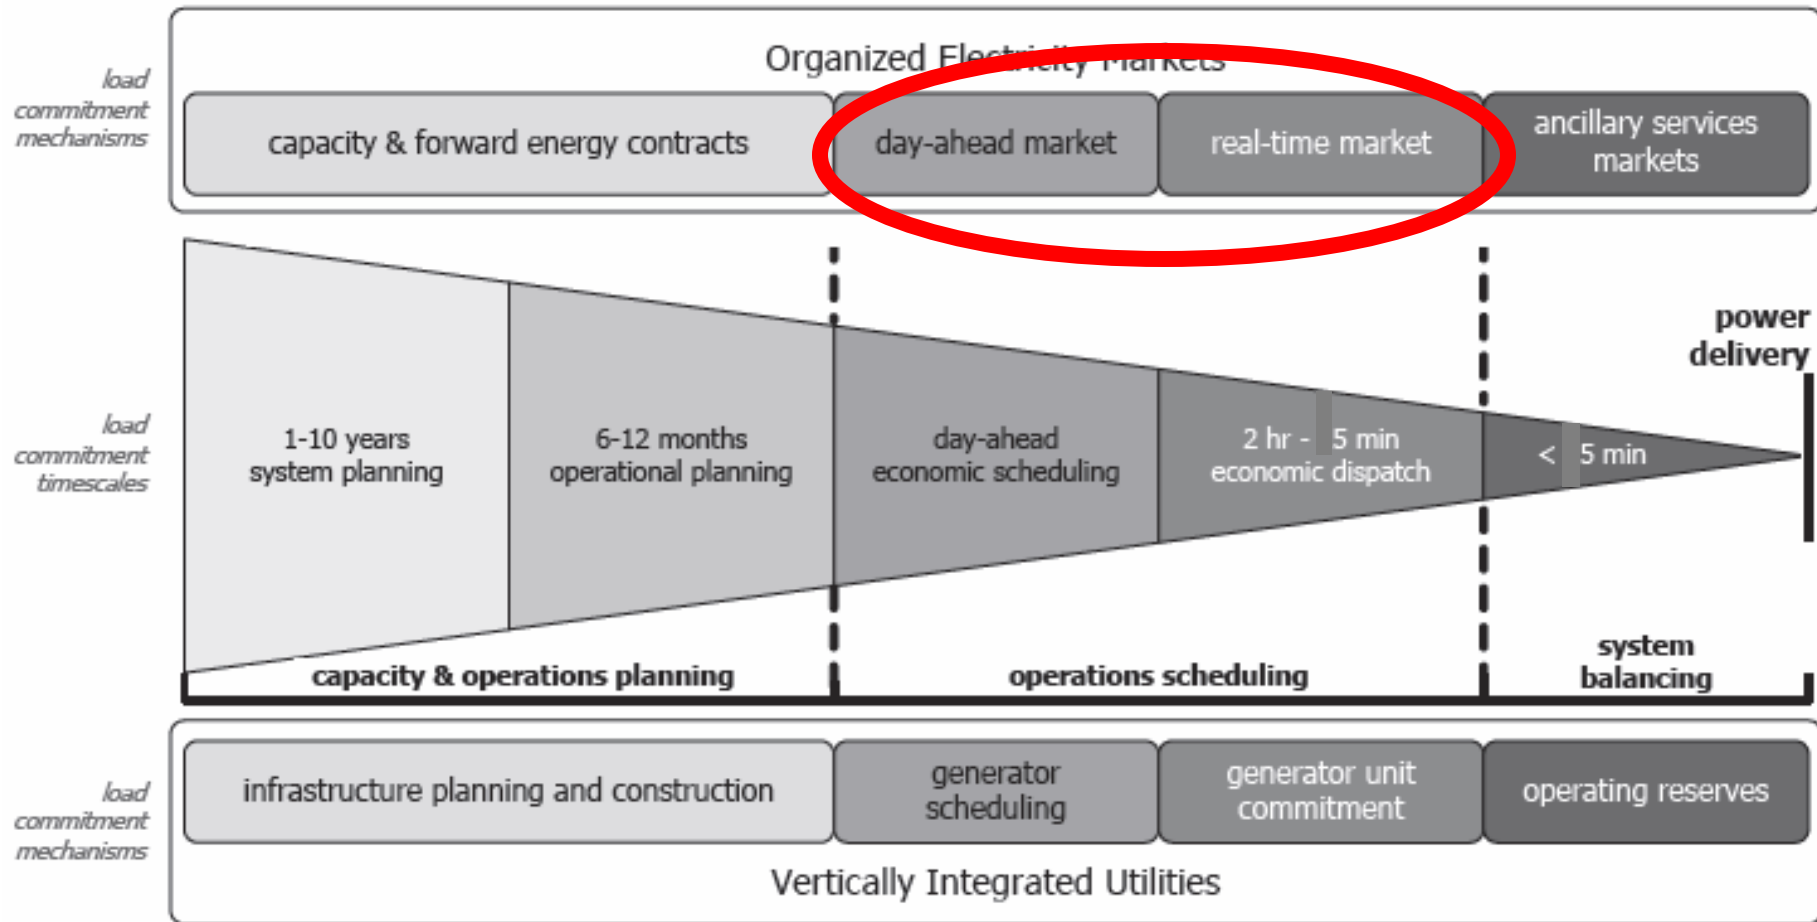 Organized Electricity Markets
load
commitment
mechanisms
capacity & forward energy contracts
day-ahead market
real-time market
ancillary services
markets
power
delivery
load
commitment
timescales
1-10 years
system planning
6-12 months
operational planning
day-ahead
economic scheduling
2 hr - 5 min
economic dispatch
< 5 min
capacity & operations planning
operations scheduling
system
balancing
load
commitment
mechanisms
infrastructure planning and construction
generator
scheduling
generator unit
commitment
operating reserves
Vertically Integrated Utilities